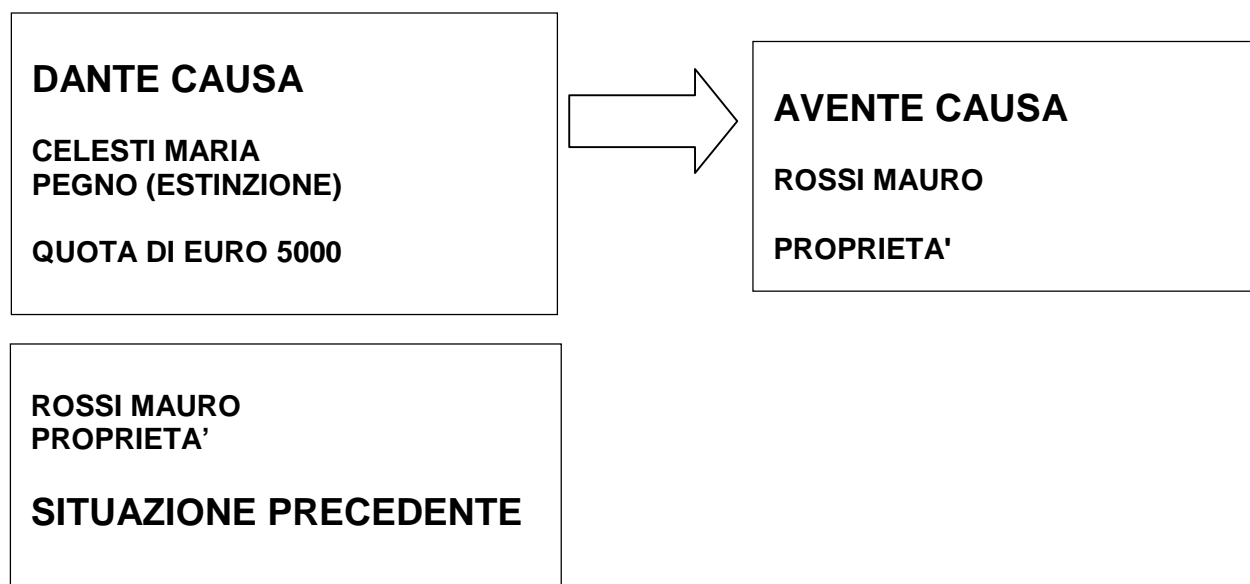 DANTE CAUSA
CELESTI MARIA
PEGNO (ESTINZIONE)
QUOTA DI EURO 5000
AVENTE CAUSA
ROSSI MAURO
PROPRIETA'
ROSSI MAURO
PROPRIETA’
SITUAZIONE PRECEDENTE